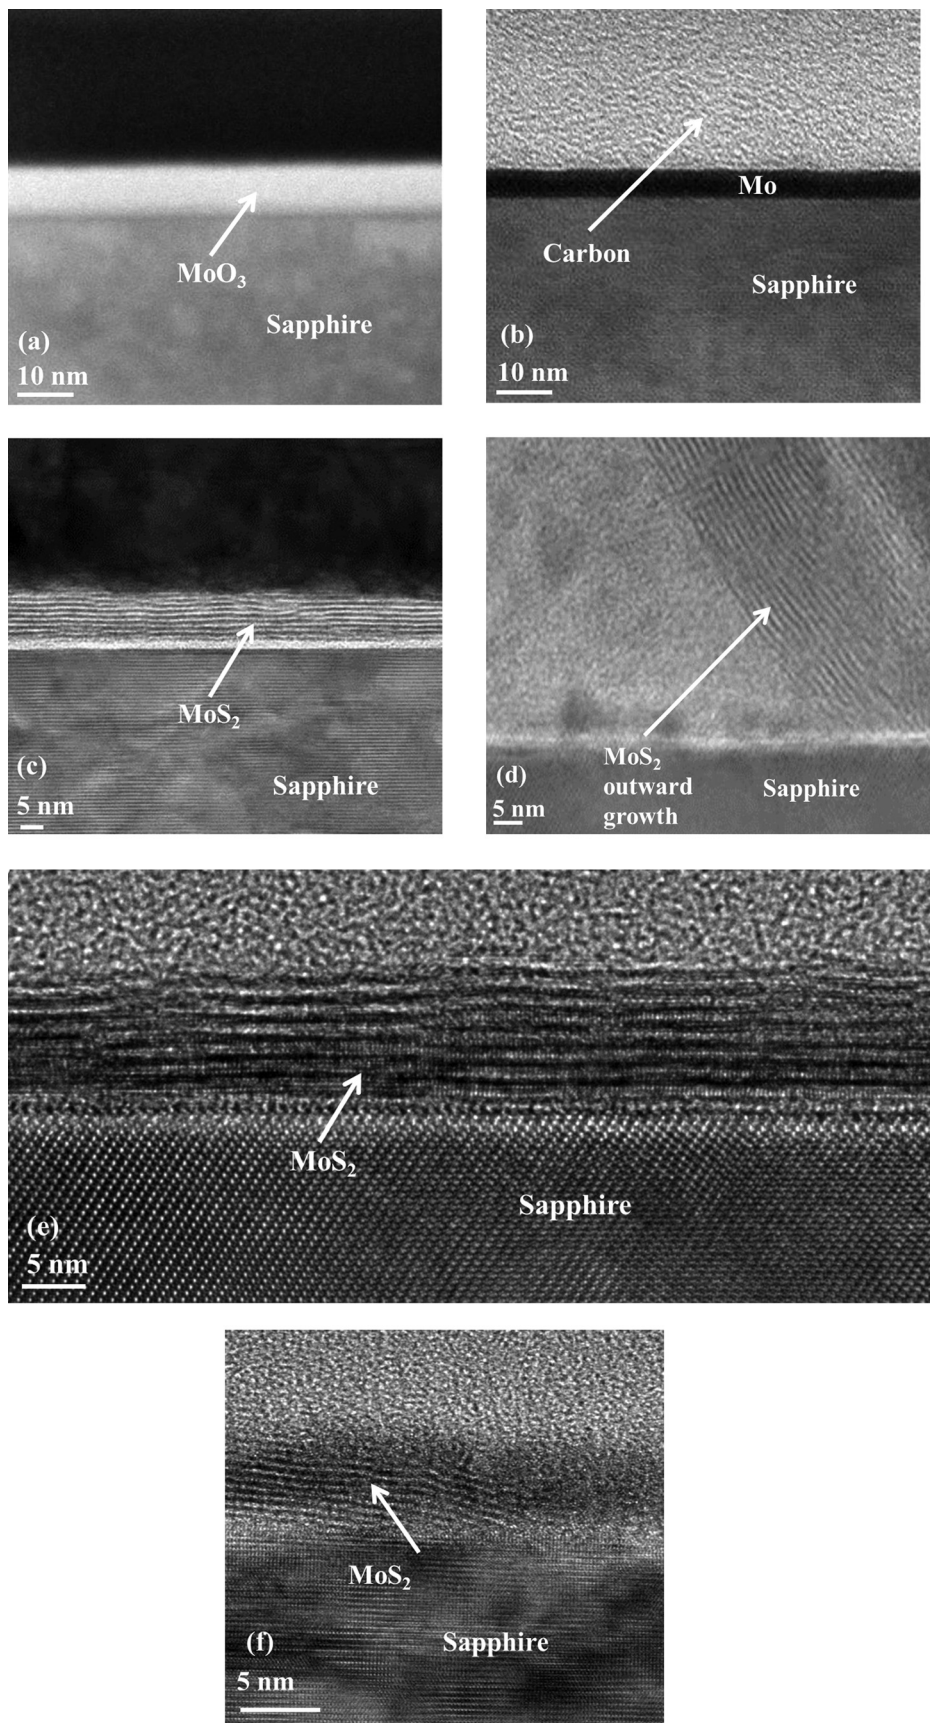 MoO₃
Sapphire
(a)
10 nm
Mo
Carbon
Sapphire
(b)
10 nm
MoS₂
(c)
Sapphire
5 nm
MoS₂
outward
growth
(d)
Sapphire
5 nm
MoS₂
Sapphire
(e)
5 nm
MoS₂
(f)
Sapphire
5 nm